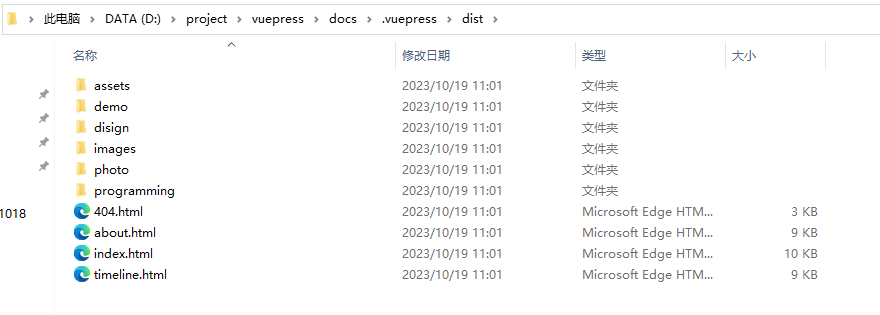 此电脑 > DATA (D:) > project > vuepress > docs > .vuepress > dist >
名称 修改日期 类型 大小
assets 2023/10/19 11:01 文件夹
demo 2023/10/19 11:01 文件夹
disign 2023/10/19 11:01 文件夹
images 2023/10/19 11:01 文件夹
photo 2023/10/19 11:01 文件夹
programming 2023/10/19 11:01 文件夹
1018 404.html 2023/10/19 11:01 Microsoft Edge HTM... 3 KB
about.html 2023/10/19 11:01 Microsoft Edge HTM... 9 KB
index.html 2023/10/19 11:01 Microsoft Edge HTM... 10 KB
timeline.html 2023/10/19 11:01 Microsoft Edge HTM... 9 KB